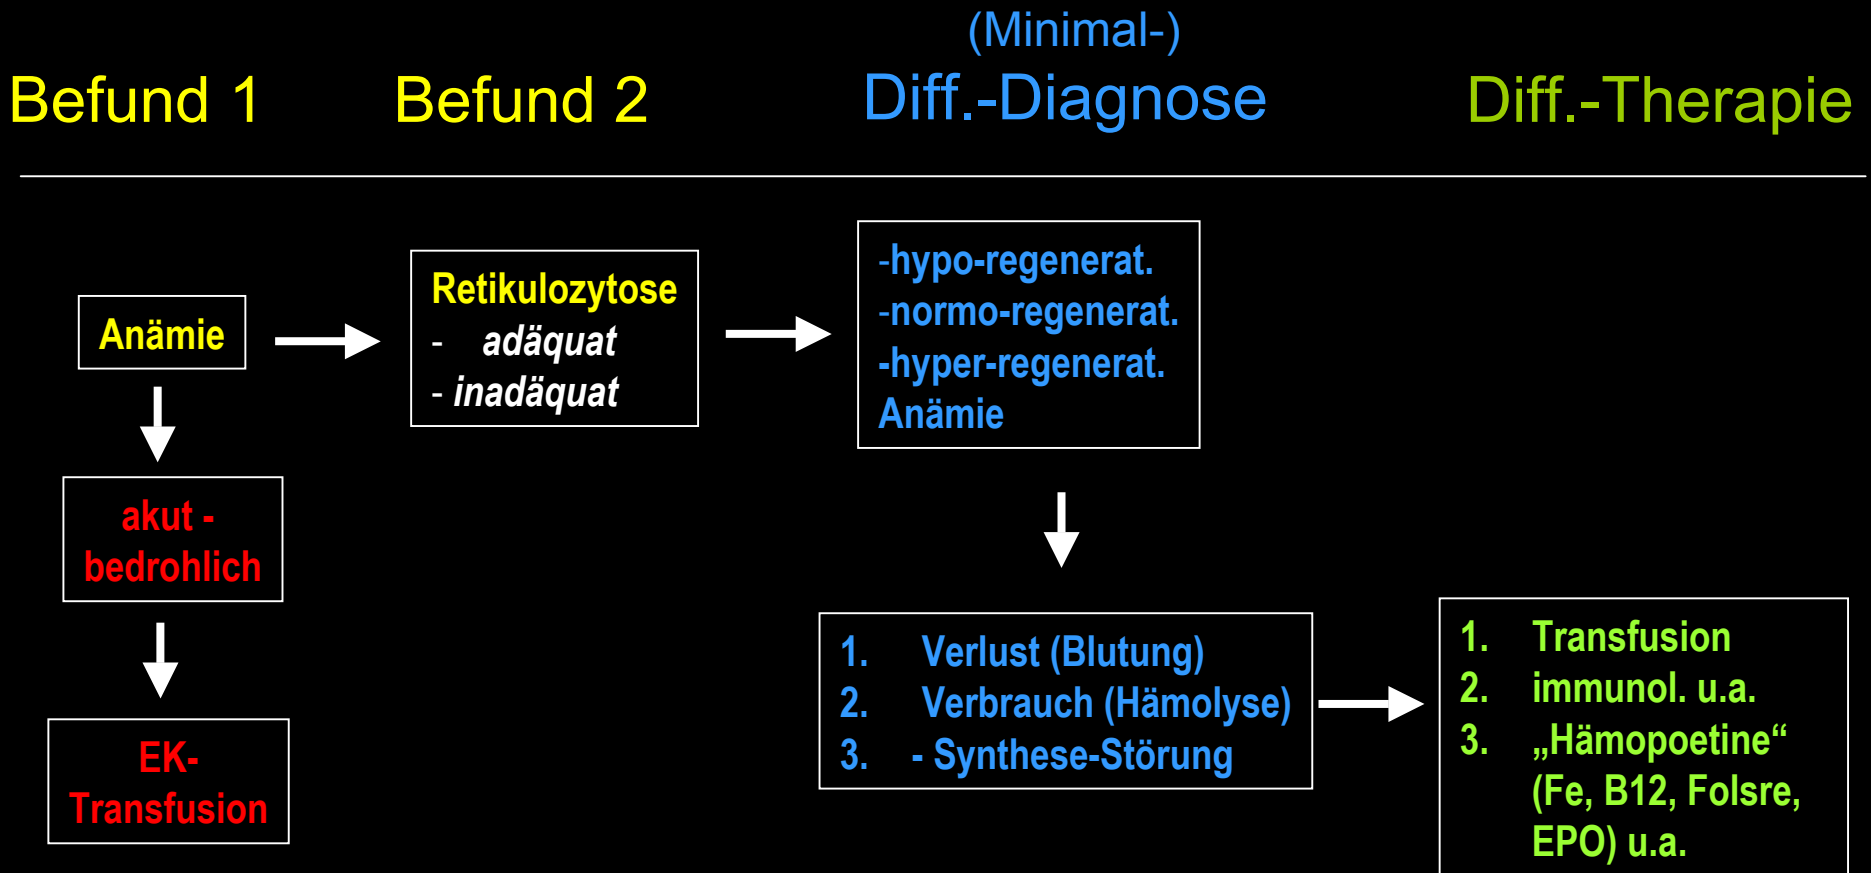 (Minimal-)
Befund 1 Befund 2 Diff.-Diagnose Diff.-Therapie
Anämie
akut -
bedrohlich
EK-
Transfusion
Retikulozytose
- adäquat
- inadäquat
-hypo-regenerat.
-normo-regenerat.
-hyper-regenerat.
Anämie
1. Verlust (Blutung)
2. Verbrauch (Hämolyse)
3. - Synthese-Störung
1. Transfusion
2. immunol. u.a.
3. „Hämopoetine“
(Fe, B12, Folsre,
EPO) u.a.